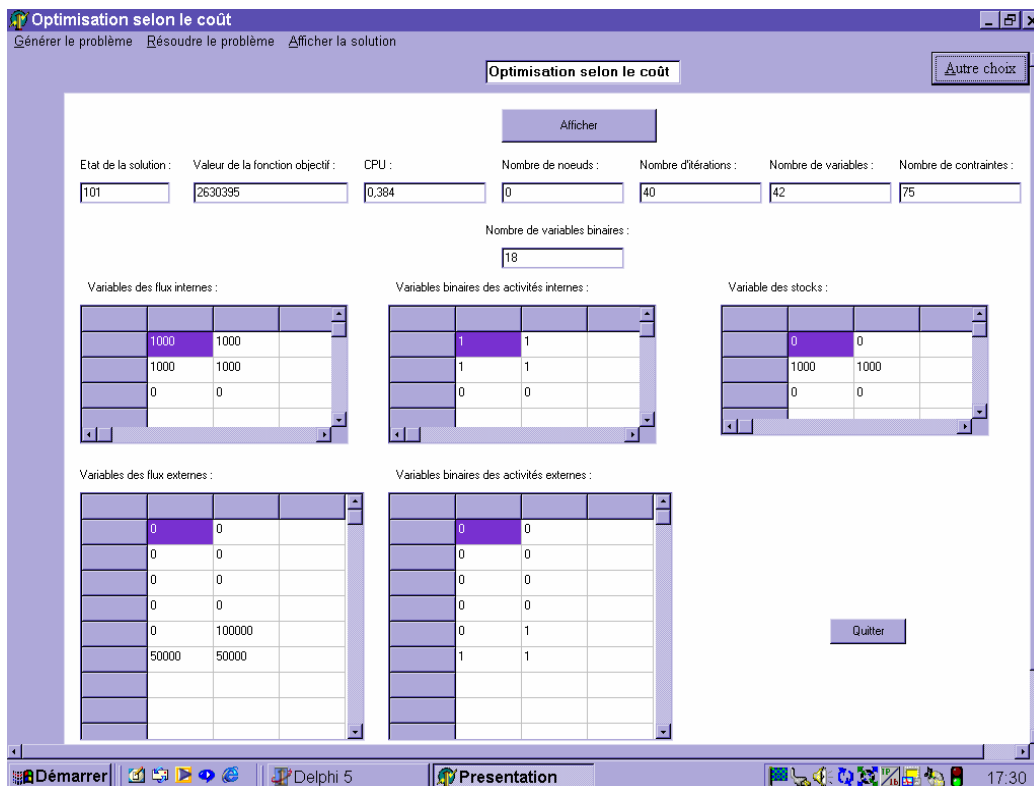 Optimisation selon le coût
Générer le problème Résoudre le problème Afficher la solution
Optimisation selon le coût
Autre choix
Afficher
Etat de la solution : Valeur de la fonction objectif : CPU : Nombre de noeuds : Nombre d'itérations : Nombre de variables : Nombre de contraintes :
101 2630395 0,384 0 40 42 75
Nombre de variables binaires :
18
Variables des flux internes : Variables binaires des activités internes : Variable des stocks :
1000 1000 1 1 0 0
1000 1000 1 1 1000 1000
0 0 0 0 0 0
Variables des flux externes : Variables binaires des activités externes :
0 0 0 0
0 0 0 0
0 0 0 0
0 0 0 0
0 100000 0 1
50000 50000 1 1
Quitter
Démarrer Delphi 5 Presentation 17:30